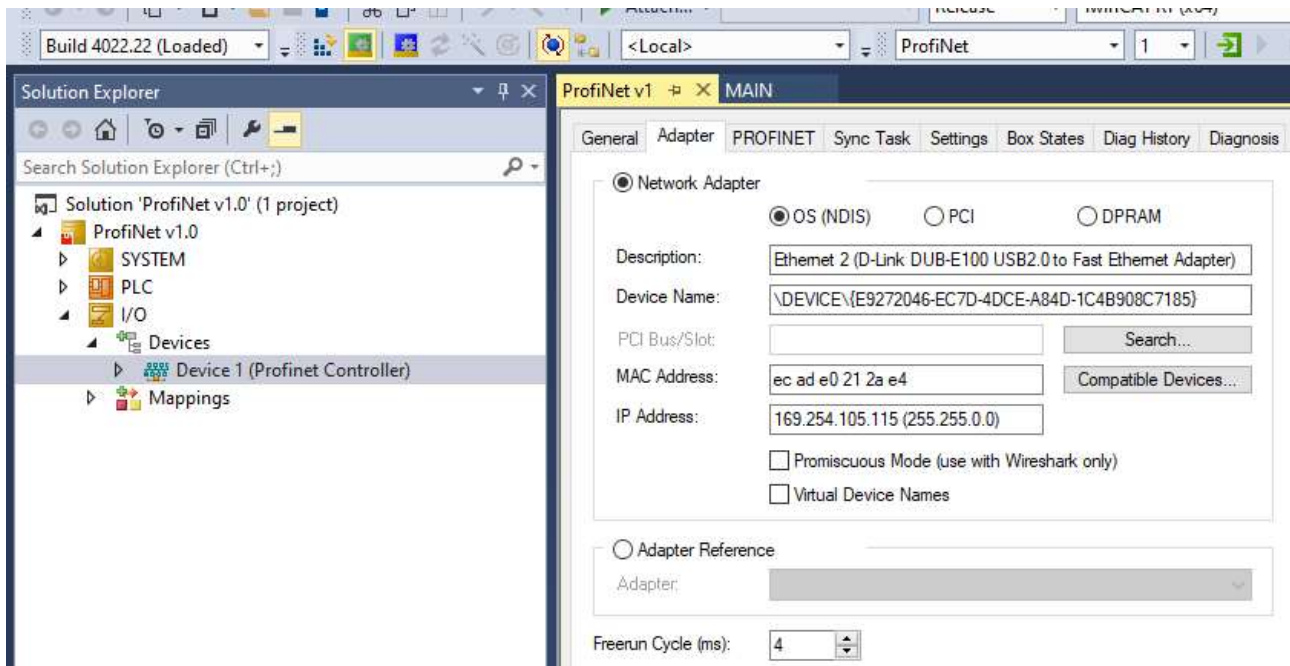 Build 4022.22 (Loaded) <Local> ProfiNet 1
Solution Explorer
Search Solution Explorer (Ctrl+;)
Solution 'ProfiNet v1.0' (1 project)
ProfiNet v1.0
SYSTEM
PLC
I/O
Devices
Device 1 (Profinet Controller)
Mappings
ProfiNet v1 MAIN
General Adapter PROFINET Sync Task Settings Box States Diag History Diagnosis
Network Adapter
OS (NDIS) PCI DPRAM
Description: Ethernet 2 (D-Link DUB-E100 USB2.0 to Fast Ethernet Adapter)
Device Name: \DEVICE\{E9272046-EC7D-4DCE-A84D-1C4B908C7185}
PCI Bus/Slot: Search...
MAC Address: ec ad e0 21 2a e4 Compatible Devices...
IP Address: 169.254.105.115 (255.255.0.0)
Promiscuous Mode (use with Wireshark only)
Virtual Device Names
Adapter Reference
Adapter:
Freerun Cycle (ms): 4